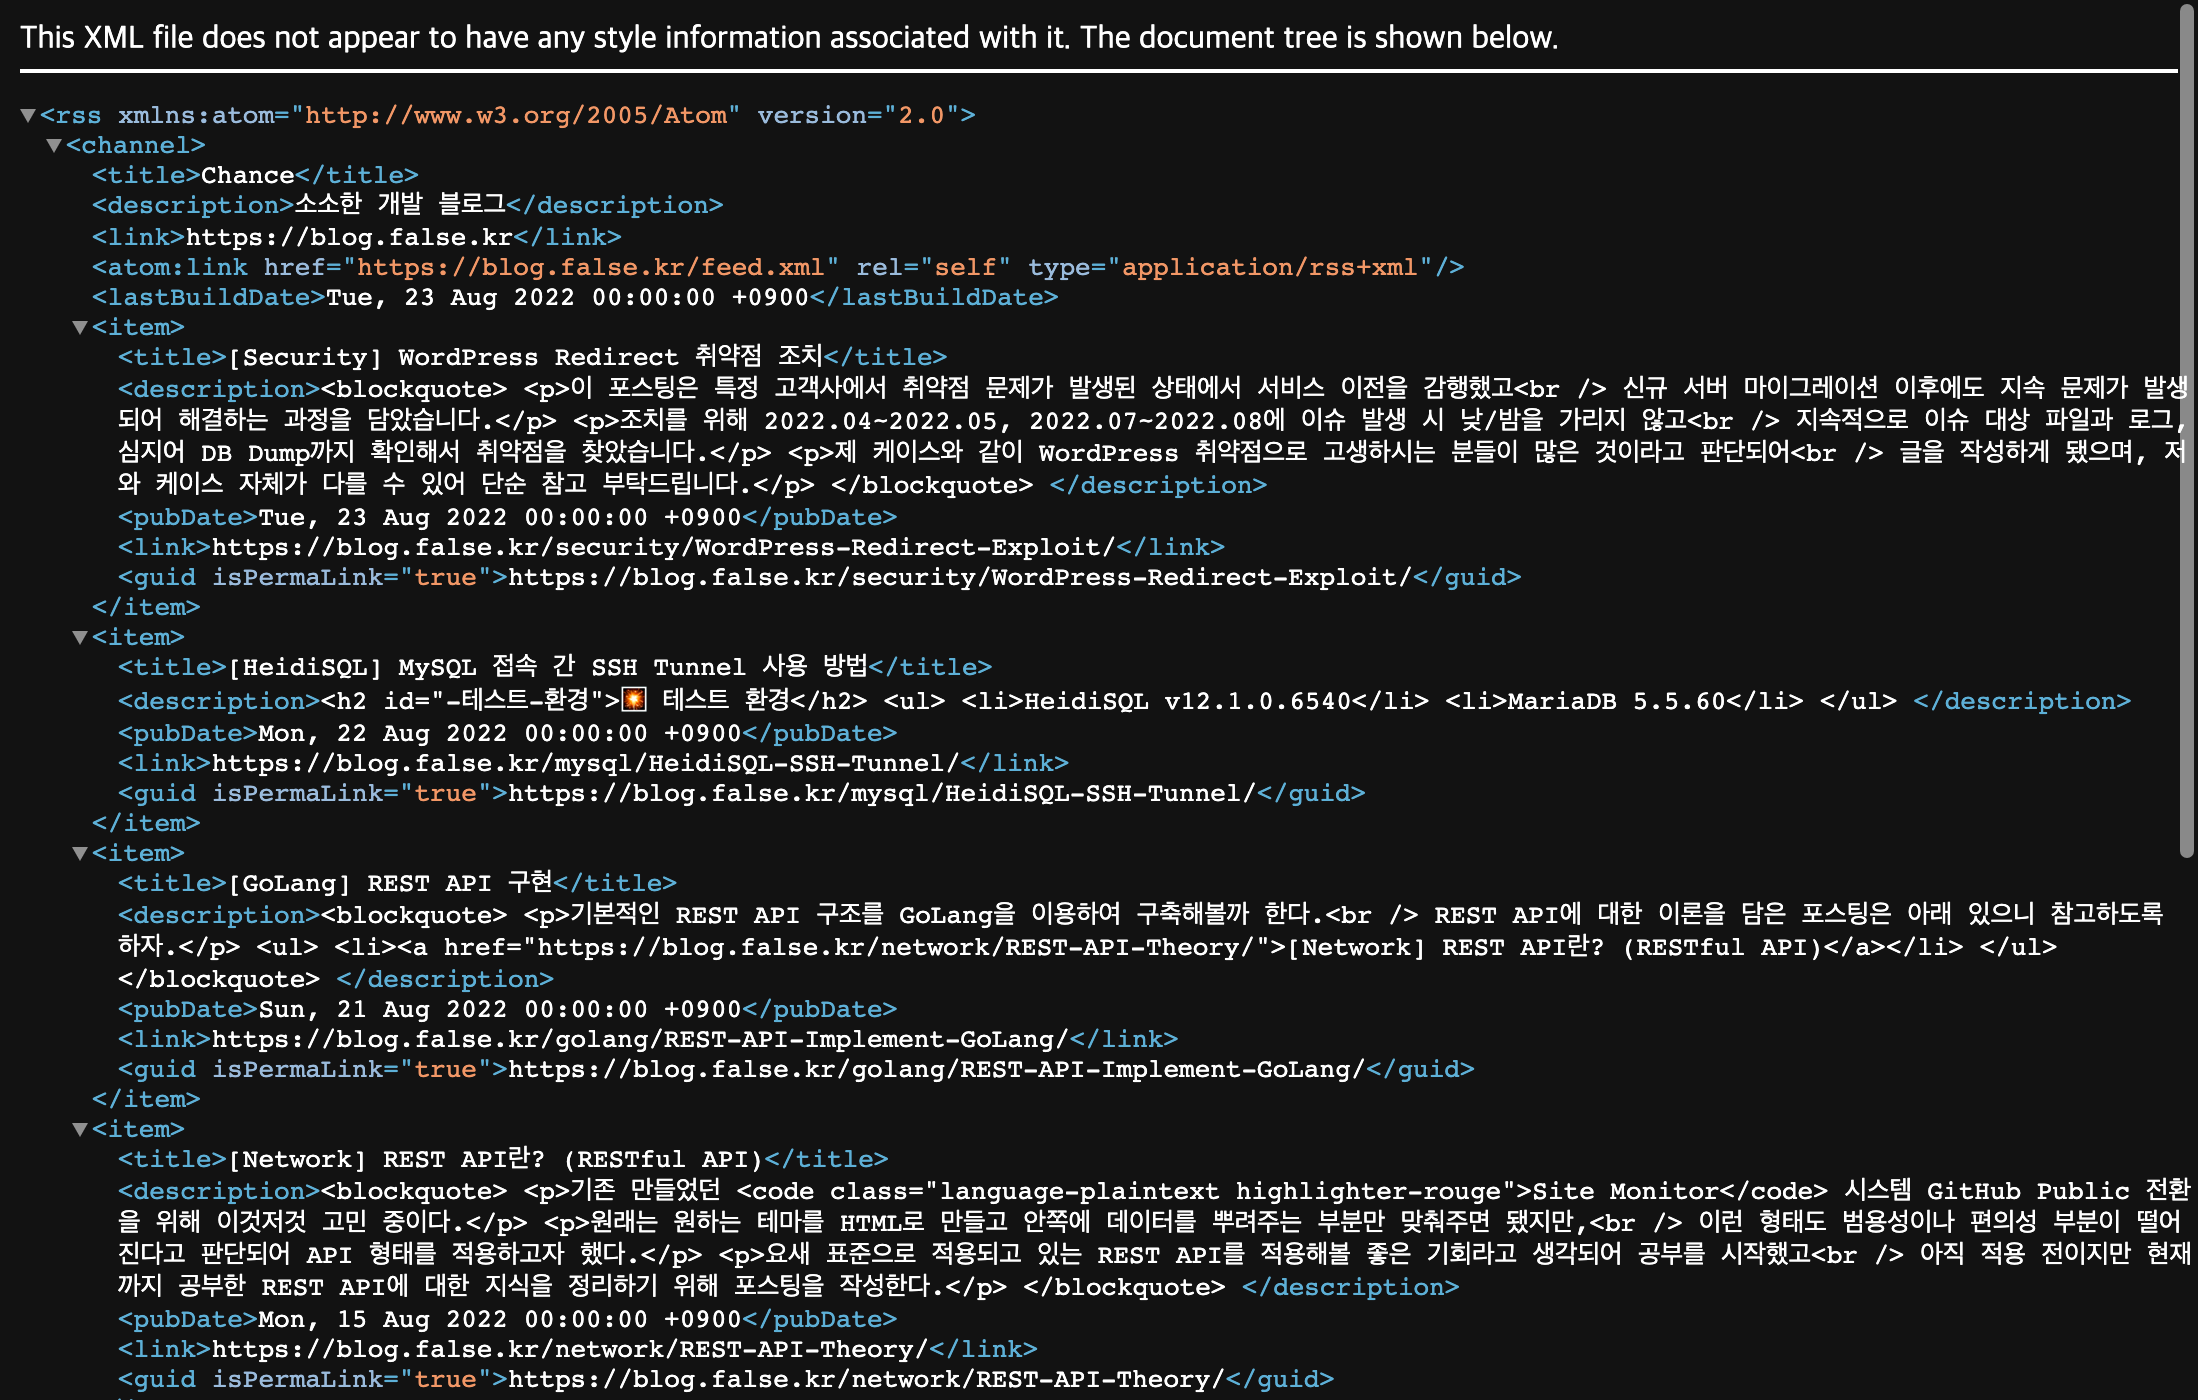 This XML file does not appear to have any style information associated with it. The document tree is shown below.
▼<rss xmlns:atom="http://www.w3.org/2005/Atom" version="2.0">
▼<channel>
<title>Chance</title>
<description>소소한 개발 블로그</description>
<link>https://blog.false.kr</link>
<atom:link href="https://blog.false.kr/feed.xml" rel="self" type="application/rss+xml"/>
<lastBuildDate>Tue, 23 Aug 2022 00:00:00 +0900</lastBuildDate>
▼<item>
<title>[Security] WordPress Redirect 취약점 조치</title>
<description><blockquote> <p>이 포스팅은 특정 고객사에서 취약점 문제가 발생된 상태에서 서비스 이전을 감행했고<br /> 신규 서버 마이그레이션 이후에도 지속 문제가 발생
되어 해결하는 과정을 담았습니다.</p> <p>조치를 위해 2022.04~2022.05, 2022.07~2022.08에 이슈 발생 시 낮/밤을 가리지 않고<br /> 지속적으로 이슈 대상 파일과 로그,
심지어 DB Dump까지 확인해서 취약점을 찾았습니다.</p> <p>제 케이스와 같이 WordPress 취약점으로 고생하시는 분들이 많은 것이라고 판단되어<br /> 글을 작성하게 됐으며, 저
와 케이스 자체가 다를 수 있어 단순 참고 부탁드립니다.</p> </blockquote> </description>
<pubDate>Tue, 23 Aug 2022 00:00:00 +0900</pubDate>
<link>https://blog.false.kr/security/WordPress-Redirect-Exploit/</link>
<guid isPermaLink="true">https://blog.false.kr/security/WordPress-Redirect-Exploit/</guid>
</item>
▼<item>
<title>[HeidiSQL] MySQL 접속 간 SSH Tunnel 사용 방법</title>
<description><h2 id="-테스트-환경">💥 테스트 환경</h2> <ul> <li>HeidiSQL v12.1.0.6540</li> <li>MariaDB 5.5.60</li> </ul> </description>
<pubDate>Mon, 22 Aug 2022 00:00:00 +0900</pubDate>
<link>https://blog.false.kr/mysql/HeidiSQL-SSH-Tunnel/</link>
<guid isPermaLink="true">https://blog.false.kr/mysql/HeidiSQL-SSH-Tunnel/</guid>
</item>
▼<item>
<title>[GoLang] REST API 구현</title>
<description><blockquote> <p>기본적인 REST API 구조를 GoLang을 이용하여 구축해볼까 한다.<br /> REST API에 대한 이론을 담은 포스팅은 아래 있으니 참고하도록
하자.</p> <ul> <li><a href="https://blog.false.kr/network/REST-API-Theory/">[Network] REST API란? (RESTful API)</a></li> </ul>
</blockquote> </description>
<pubDate>Sun, 21 Aug 2022 00:00:00 +0900</pubDate>
<link>https://blog.false.kr/golang/REST-API-Implement-GoLang/</link>
<guid isPermaLink="true">https://blog.false.kr/golang/REST-API-Implement-GoLang/</guid>
</item>
▼<item>
<title>[Network] REST API란? (RESTful API)</title>
<description><blockquote> <p>기존 만들었던 <code class="language-plaintext highlighter-rouge">Site Monitor</code> 시스템 GitHub Public 전환
을 위해 이것저것 고민 중이다.</p> <p>원래는 원하는 테마를 HTML로 만들고 안쪽에 데이터를 뿌려주는 부분만 맞춰주면 됐지만,<br /> 이런 형태도 범용성이나 편의성 부분이 떨어
진다고 판단되어 API 형태를 적용하고자 했다.</p> <p>요새 표준으로 적용되고 있는 REST API를 적용해볼 좋은 기회라고 생각되어 공부를 시작했고<br /> 아직 적용 전이지만 현재
까지 공부한 REST API에 대한 지식을 정리하기 위해 포스팅을 작성한다.</p> </blockquote> </description>
<pubDate>Mon, 15 Aug 2022 00:00:00 +0900</pubDate>
<link>https://blog.false.kr/network/REST-API-Theory/</link>
<guid isPermaLink="true">https://blog.false.kr/network/REST-API-Theory/</guid>